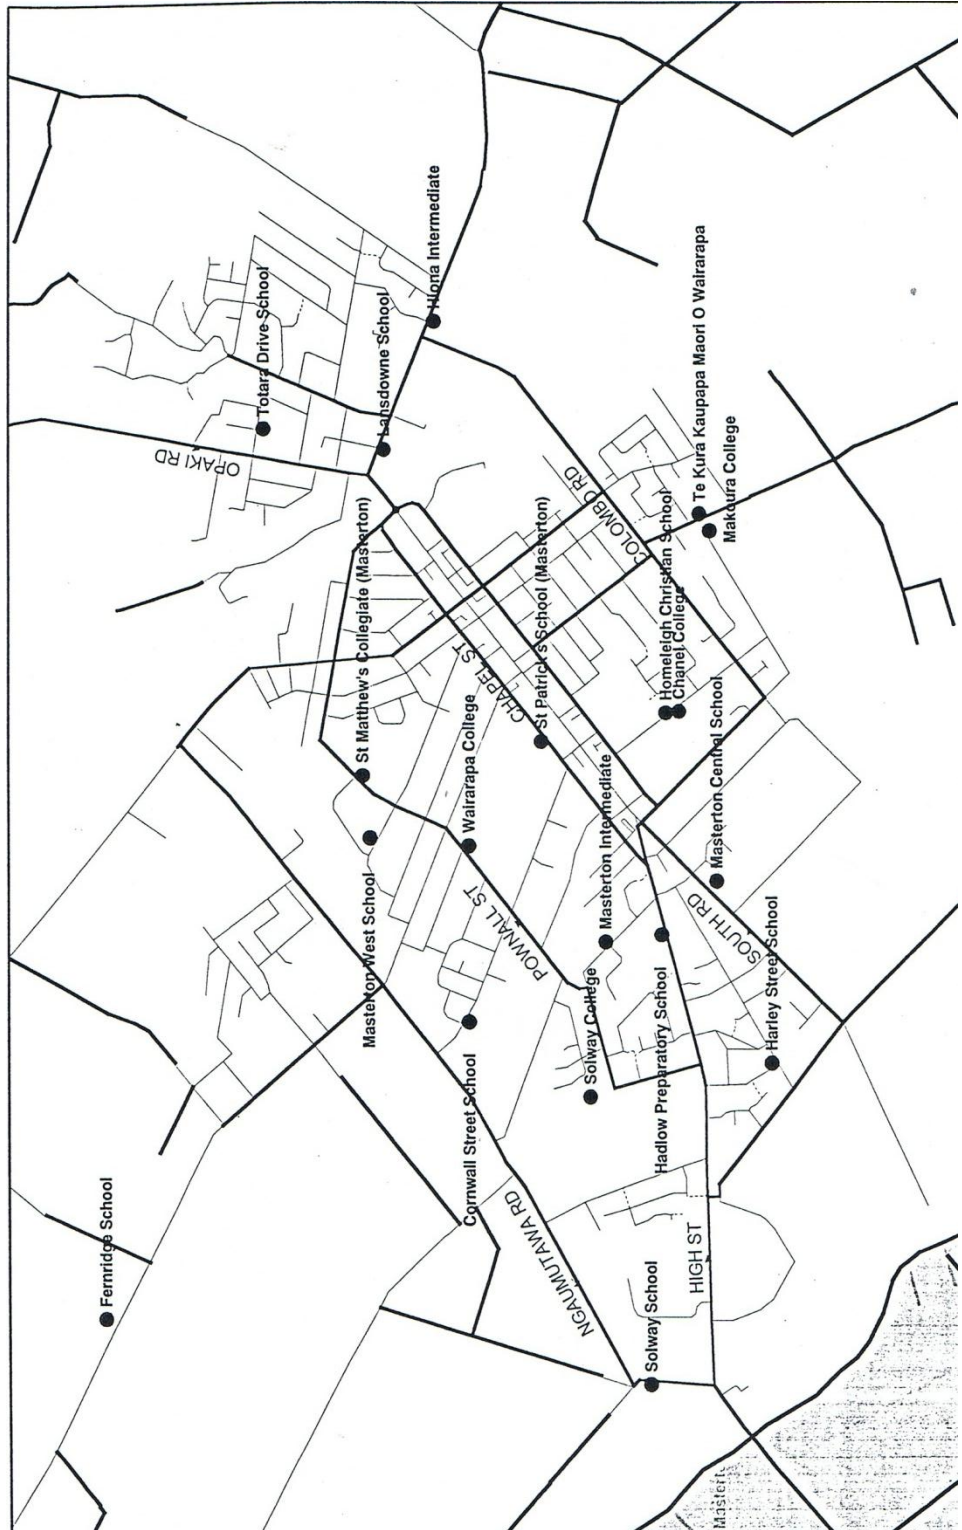 Fernridge School
Totara Drive School
OPAKI RD
Lansdowne School
Hiona Intermediate
St Matthew's Collegiate (Masterton)
Masterton West School
Wairarapa College
Cornwall Street School
POWNALL ST
CHAPEL ST
St Patrick's School (Masterton)
COLOMBO RD
NGAUMUTAWA RD
Solway College
Masterton Intermediate
Solway School
Hadlow Preparatory School
HIGH ST
Homeleigh Christian School
Chanel College
Te Kura Kaupapa Maori O Wairarapa
Makoura College
Masterton Central School
SOUTH RD
Harley Street School